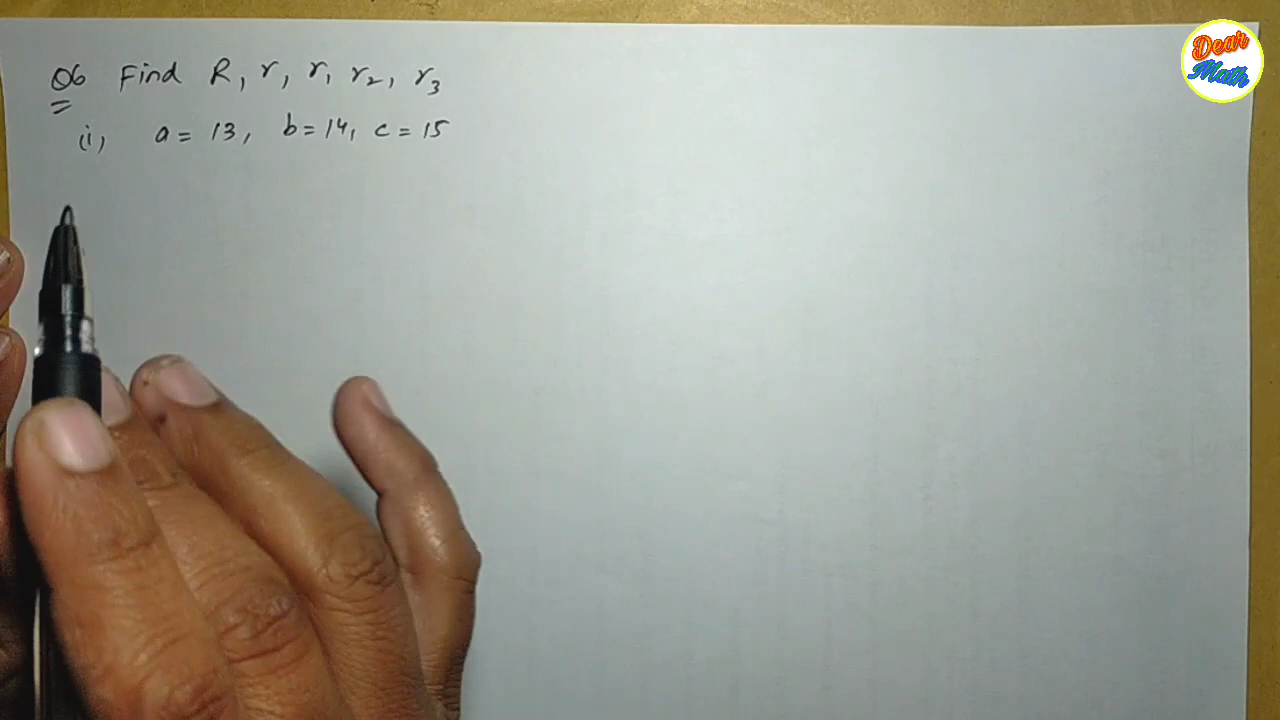 Q6 Find R, r, r1, r2, r3
(i, a = 13, b = 14, c = 15
Dear
Math